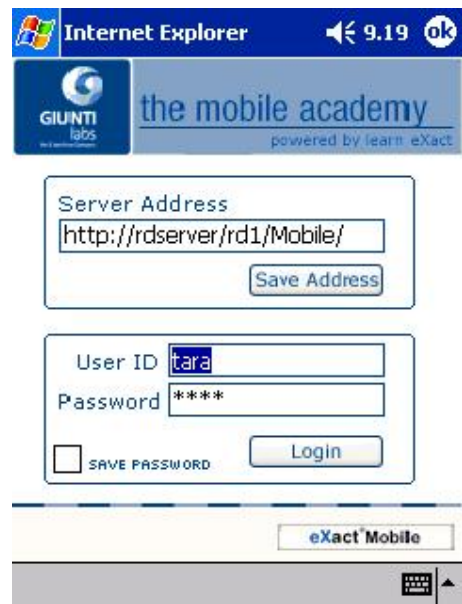 Internet Explorer 9.19 ok
GIUNTI
labs
the mobile academy
powered by learn eXact
Server Address
http://rdserver/rd1/Mobile/
Save Address
User ID tara
Password ****
SAVE PASSWORD
Login
eXact Mobile